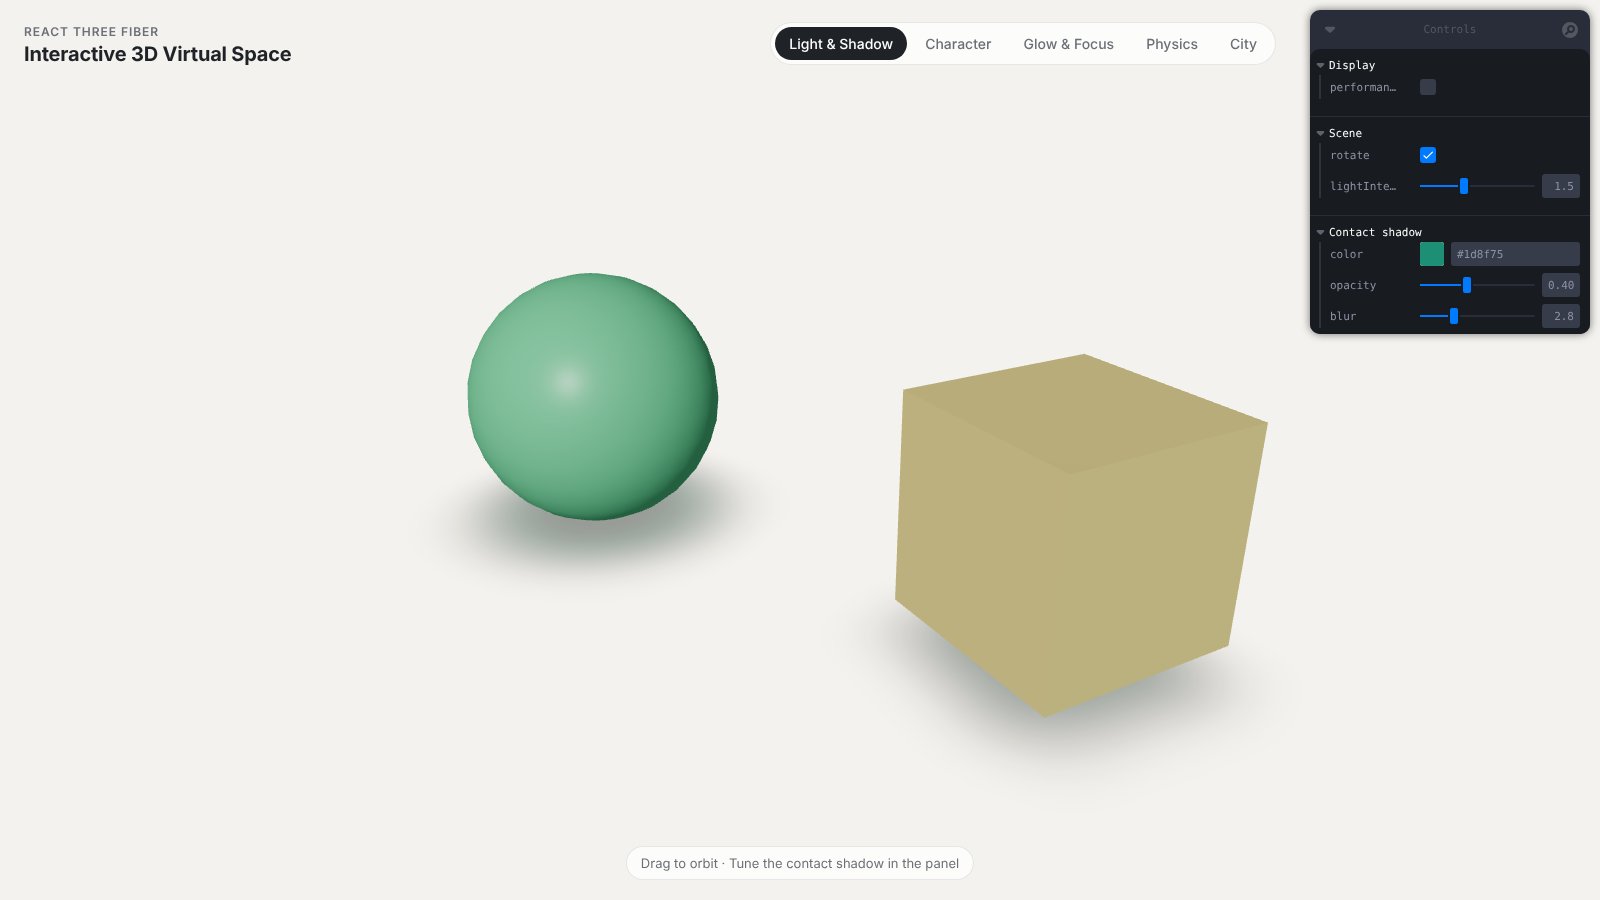 REACT THREE FIBER
Interactive 3D Virtual Space
Light & Shadow
Character
Glow & Focus
Physics
City
Controls
Display
performan…
Scene
rotate
lightInte…
1.5
Contact shadow
color
#1d8f75
opacity
0.40
blur
2.8
Drag to orbit · Tune the contact shadow in the panel